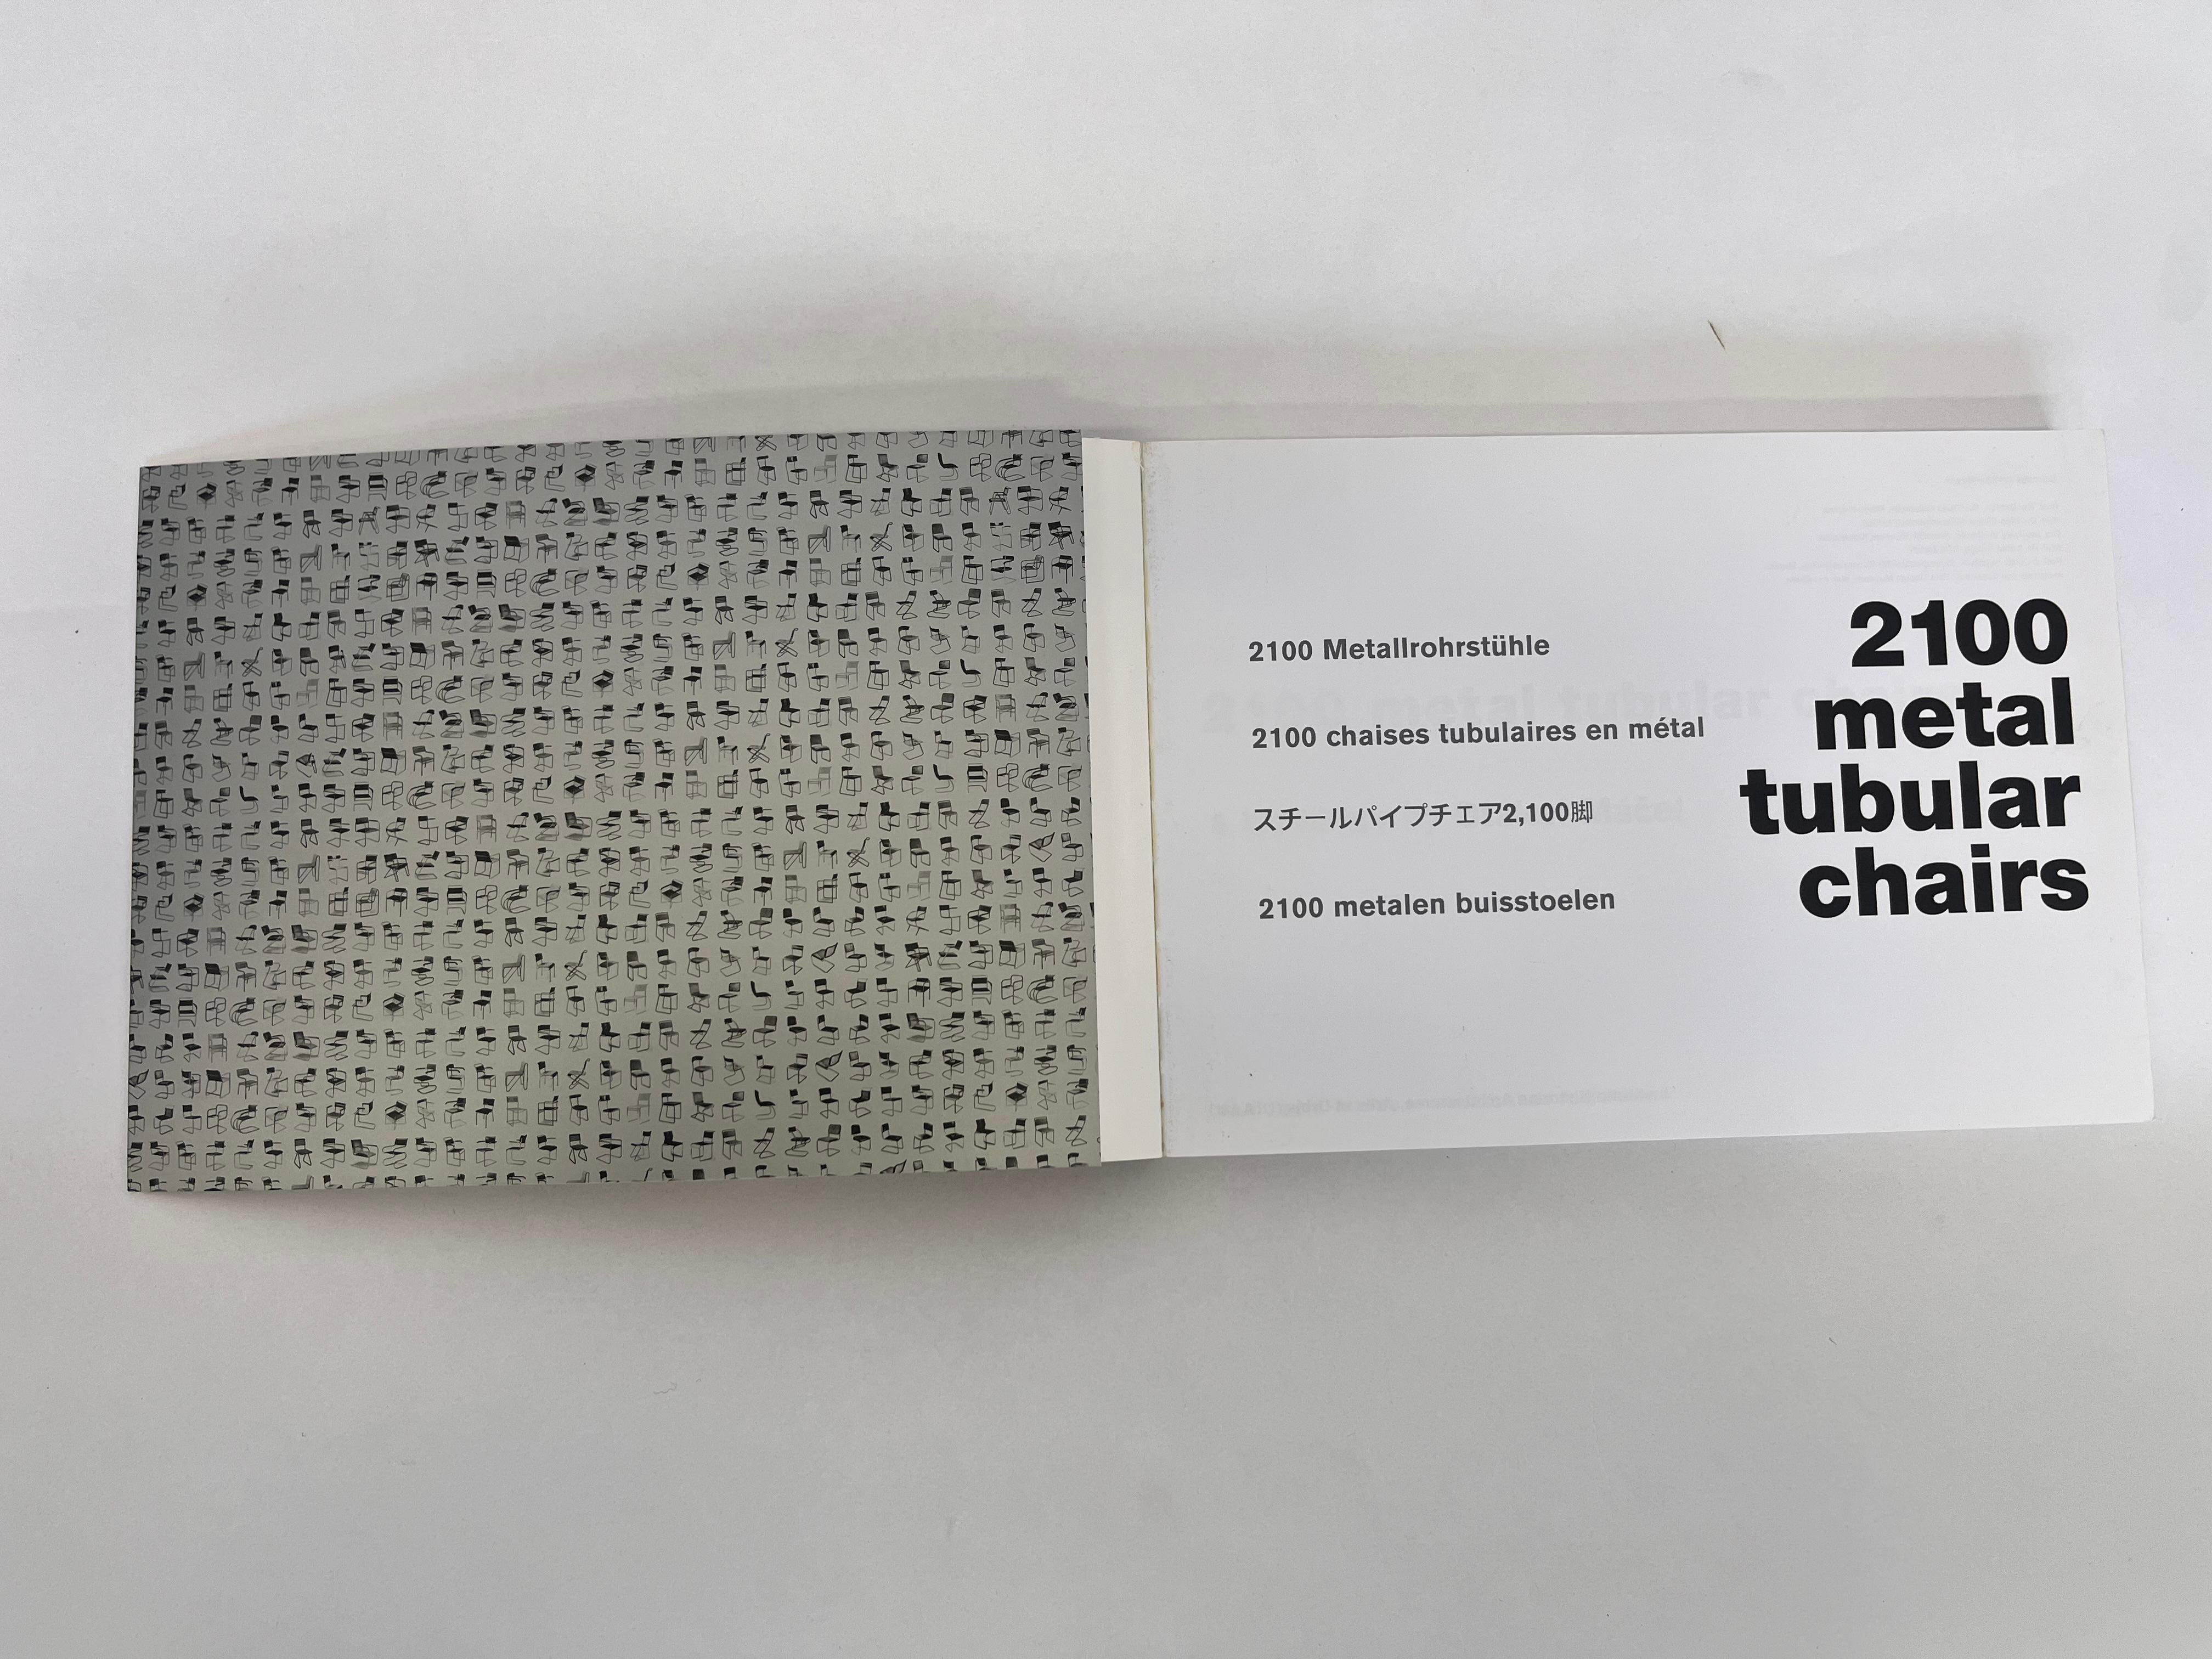 2100 Metallrohrstühle
2100 chaises tubulaires en métal
スチールパイプチェア2,100脚
2100 metalen buisstoelen
2100
metal
tubular
chairs